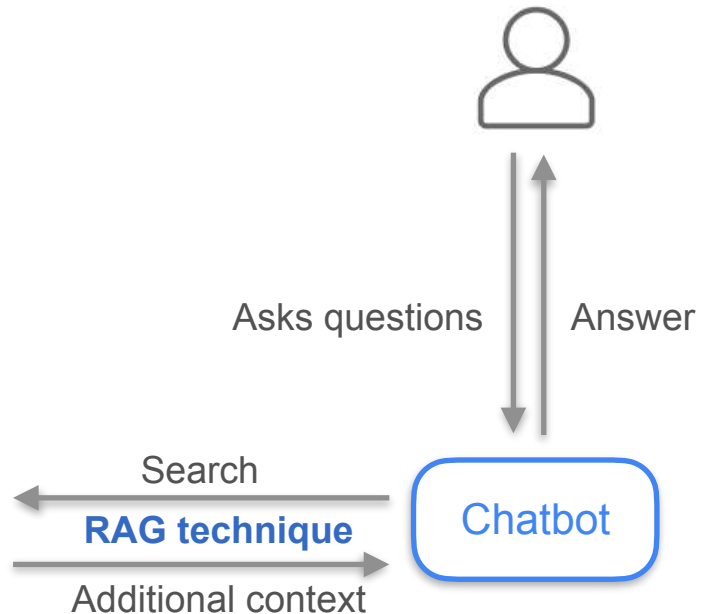 Asks questions
Answer
Search
RAG technique
Chatbot
Additional context